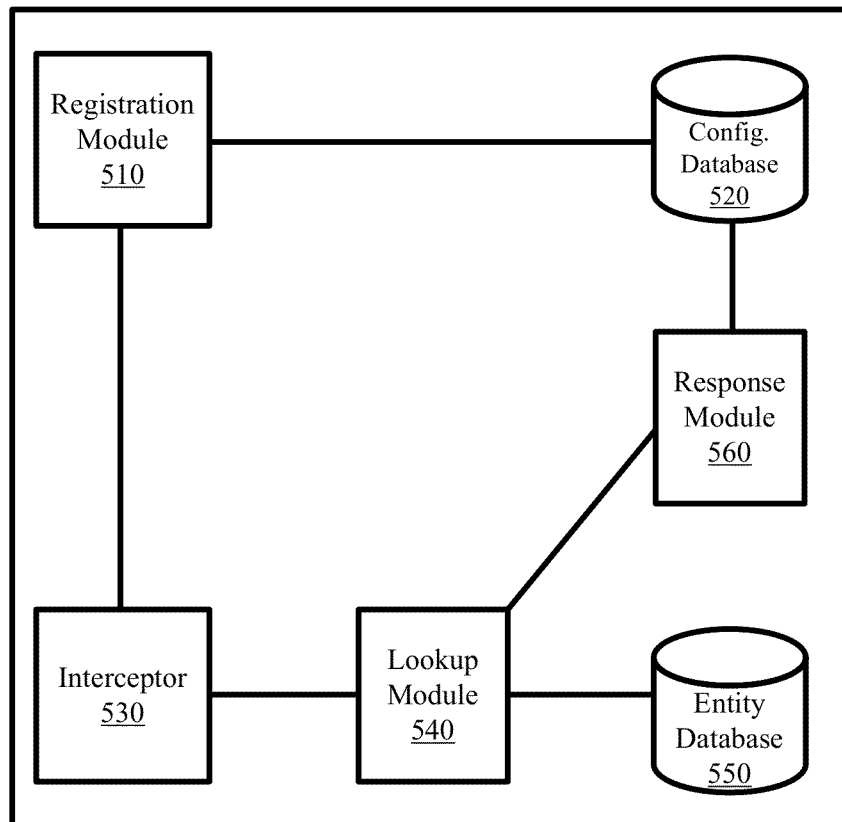 Registration
Module
510
Config.
Database
520
Response
Module
560
Interceptor
530
Lookup
Module
540
Entity
Database
550